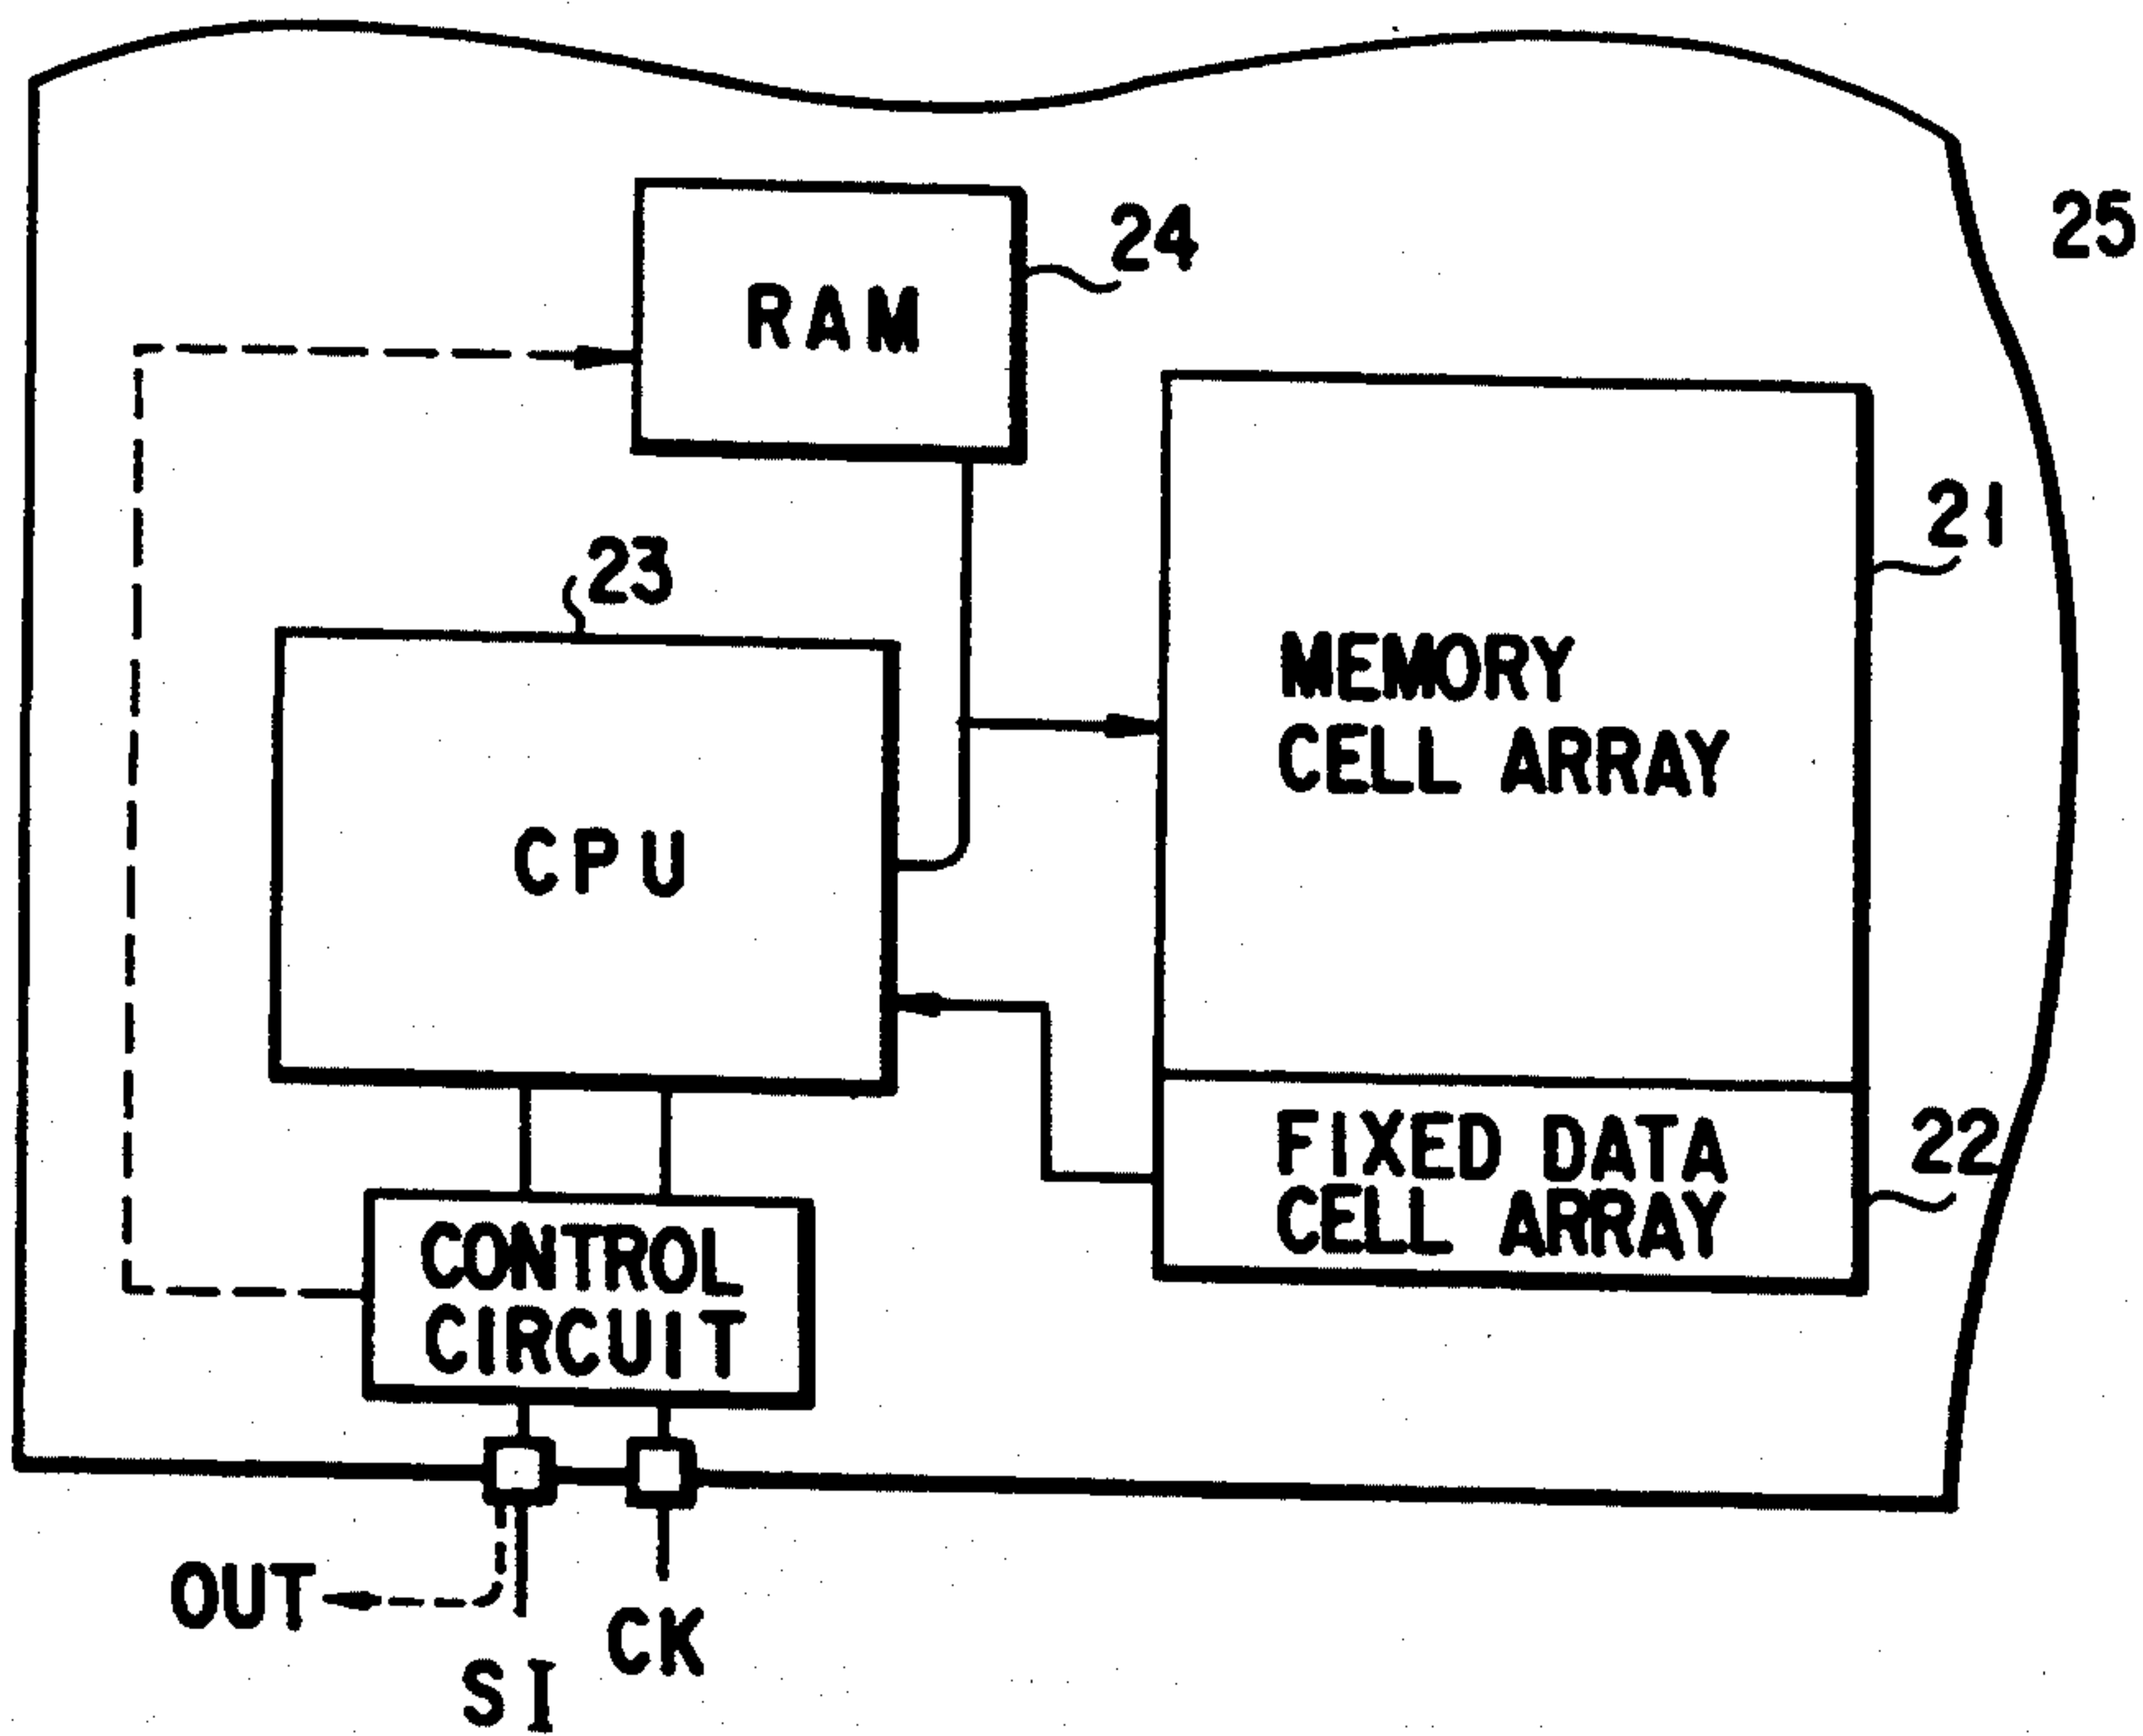 25
24
RAM
21
23
MEMORY
CELL ARRAY
CPU
FIXED DATA
CELL ARRAY
22
CONTROL
CIRCUIT
OUT
SI
CK